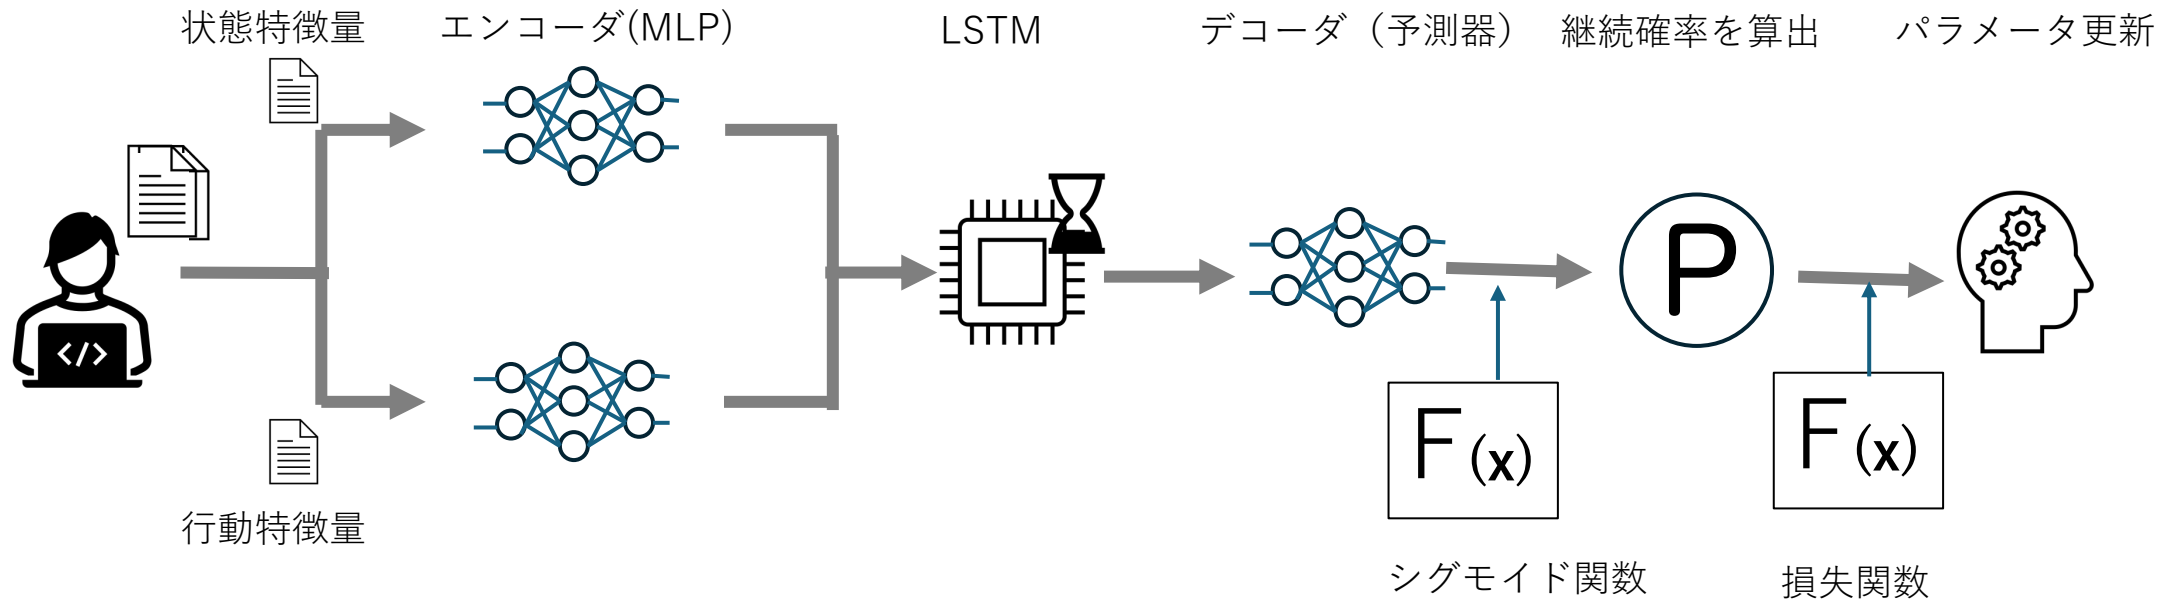 状態特徴量
エンコーダ(MLP)
LSTM
デコーダ（予測器）
継続確率を算出
パラメータ更新
</>
P
F(x)
F(x)
行動特徴量
シグモイド関数
損失関数